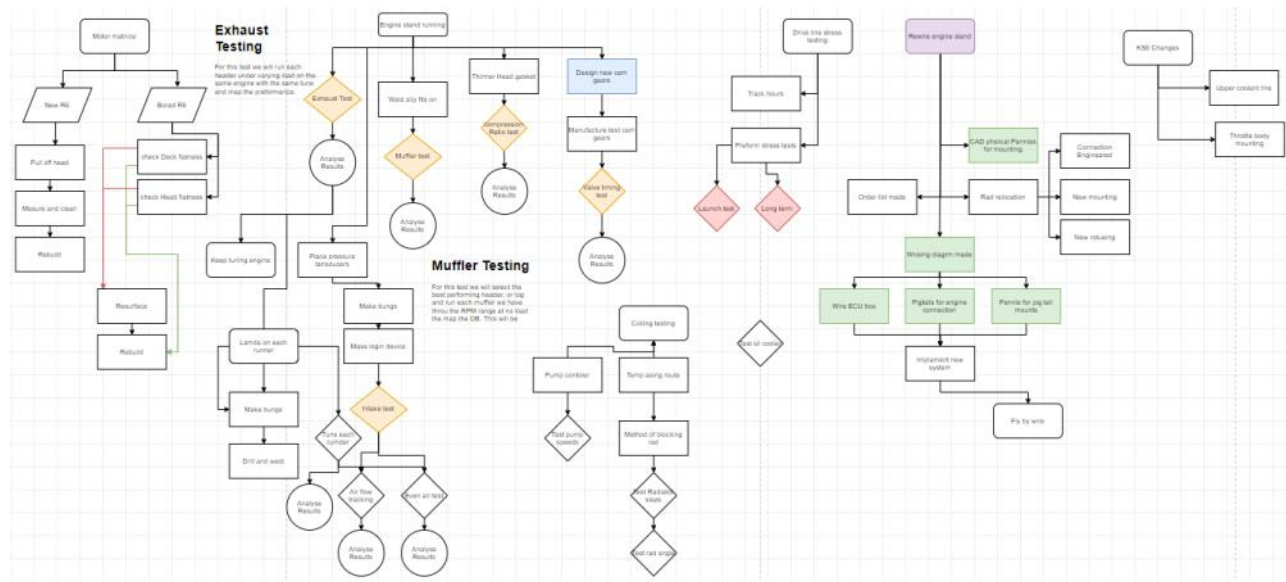 Motor matrice
New R6
Bored R6
Pull off head
Mesure and clean
Rebuild
check Deck flatness
check Head flatness
Resurface
Rebuild
Exhaust
Testing
For this test we will run each
header under varying load on the
same engine with the same tune
and map the preformance.
Engine stand running
Exhaust Test
Analyse
Results
Keep tuning engine
Weld slip fits on
Muffler test
Analyse
Results
Thinner Head gasket
compression
Ratio test
Analyse
Results
Design new cam
gears
Manufacture test cam
gears
Valve timing
test
Analyse
Results
Place pressure
tansducers
Make bungs
Make login device
Intake test
Lamda on each
runner
Make bungs
Drill and weld
Tune each
cylinder
Analyse
Results
Air flow
tracking
Analyse
Results
Even air test
Analyse
Results
Muffler Testing
For this test we will select the
best performing header, or log
and run each muffler we have
thru the RPM range at no load
the map the DB. This will be
Colling testing
Pump contoler
Test pump
speeds
Temp along route
Method of blocking
rad
Test Radiator
sizes
Test rad angle
Test oil cooler
Drive line stress
testing
Track hours
Preform stress tests
Launch test
Long term
Rewire engine stand
CAD phsical Pannles
for mounting
Order list made
Rad relocation
Connection
Engineered
New mounting
New rofusing
Wireing diagrm made
Wire ECU box
Pigtails for engine
connection
Pannle for pig tail
mounts
Implament new
system
Fly by wire
KS6 Changes
Upper coolent line
Throttle body
mounting